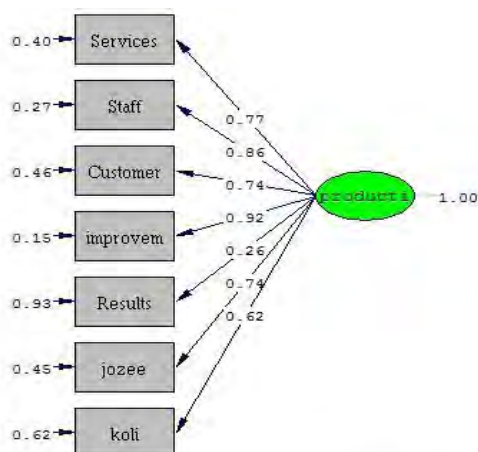 0.40
Services
0.27
Staff
0.77
0.86
0.46
Customer
0.74
producti
1.00
0.92
0.15
improvem
0.26
0.93
Results
0.74
0.62
0.45
jozee
0.62
koli